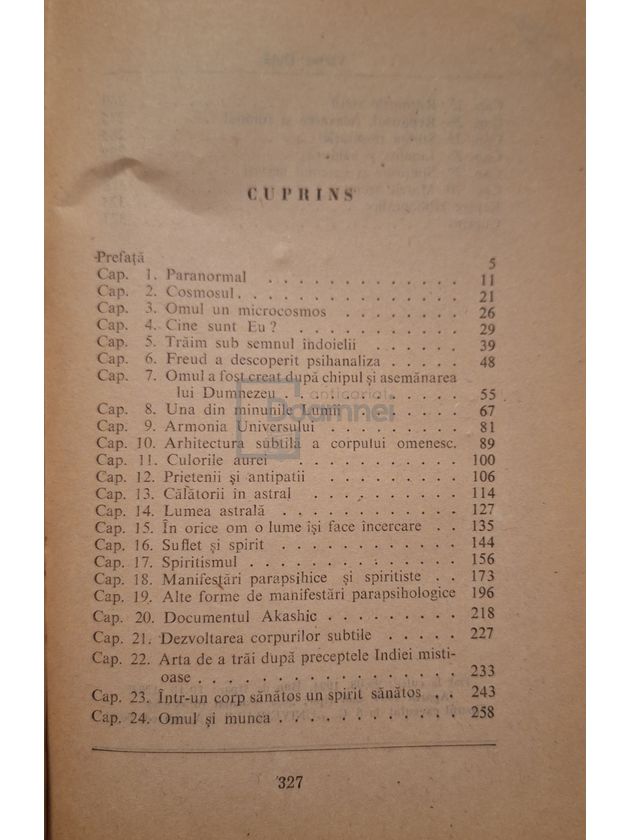 CUPRINS
Prefață 5
Cap. 1. Paranormal . . . . . . . . . . . . 11
Cap. 2. Cosmosul . . . . . . . . . . . . . 21
Cap. 3. Omul un microcosmos . . . . . . . 26
Cap. 4. Cine sunt Eu ? . . . . . . . . . . 29
Cap. 5. Trăim sub semnul îndoielii . . . . . 39
Cap. 6. Freud a descoperit psihanaliza . . . . 48
Cap. 7. Omul a fost creat după chipul și asemănarea
lui Dumnezeu . . . . . . . . . . . 55
anticariat
Doamnei
Cap. 8. Una din minunile Lumii . . . . . . 67
Cap. 9. Armonia Universului . . . . . . . . 81
Cap. 10. Arhitectura subtilă a corpului omenesc. 89
Cap. 11. Culorile aurei . . . . . . . . . . 100
Cap. 12. Prietenii și antipatii . . . . . . . . 106
Cap. 13. Călătorii în astral . . . . . . . . . 114
Cap. 14. Lumea astrală . . . . . . . . . . . 127
Cap. 15. În orice om o lume își face încercare . . 135
Cap. 16. Suflet și spirit . . . . . . . . . . . 144
Cap. 17. Spiritismul . . . . . . . . . . . . 156
Cap. 18. Manifestări parapsihice și spiritiste . . 173
Cap. 19. Alte forme de manifestări parapsihologice 196
Cap. 20. Documentul Akashic . . . . . . . . 218
Cap. 21. Dezvoltarea corpurilor subtile . . . . . 227
Cap. 22. Arta de a trăi după preceptele Indiei misti-
oase . . . . . . . . . . . . . . . 233
Cap. 23. Într-un corp sănătos un spirit sănătos . . 243
Cap. 24. Omul și munca . . . . . . . . . . . 258
327